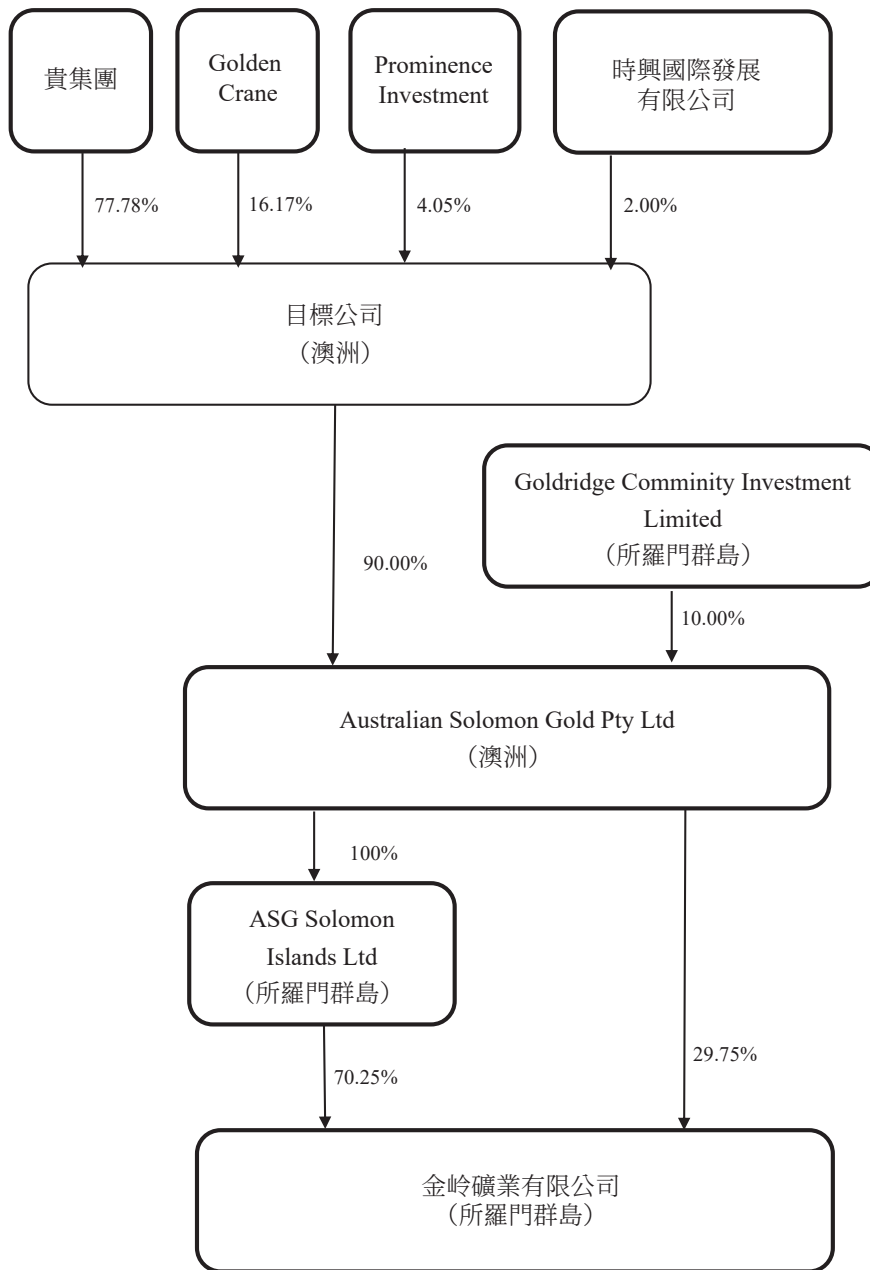 貴集團
Golden
Crane
Prominence
Investment
時興國際發展
有限公司
77.78%
16.17%
4.05%
2.00%
目標公司
（澳洲）
Goldridge Comminity Investment
Limited
（所羅門群島）
90.00%
10.00%
Australian Solomon Gold Pty Ltd
（澳洲）
100%
ASG Solomon
Islands Ltd
（所羅門群島）
29.75%
70.25%
金岭礦業有限公司
（所羅門群島）